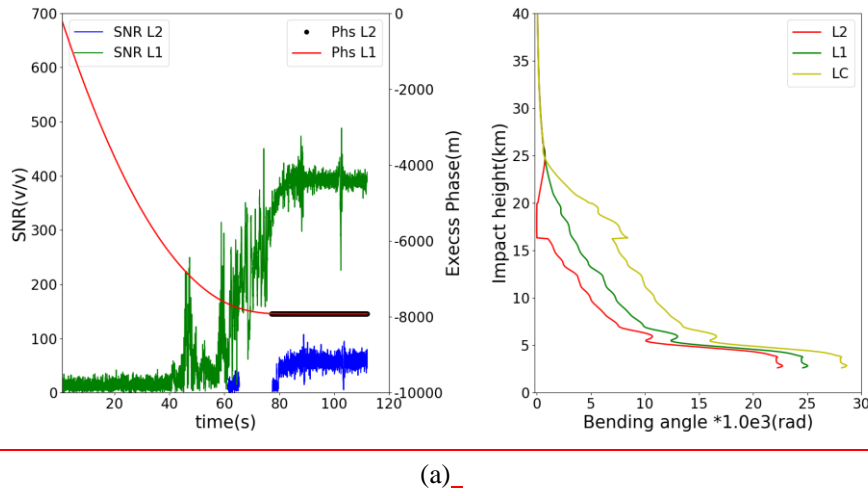 700
600
500
400
300
200
100
0
SNR(v/v)
20
40
60
80
100
120
time(s)
SNR L2
SNR L1
Phs L2
Phs L1
0
-2000
-4000
-6000
-8000
-10000
Execss Phase(m)
40
35
30
25
20
15
10
5
0
Impact height(km)
0
5
10
15
20
25
30
Bending angle *1.0e3(rad)
L2
L1
LC
(a)